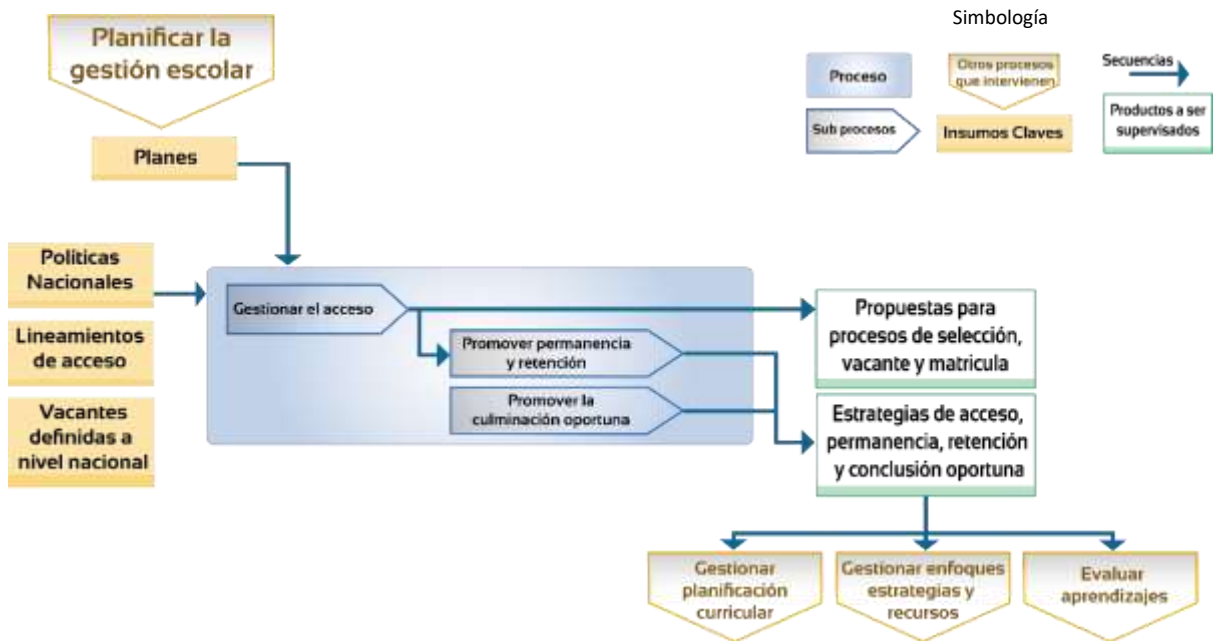 Planificar la
gestión escolar
Planes
Simbología
Proceso
Otros procesos
que intervienen
Secuencias
Sub procesos
Insumos Claves
Productos a ser
supervisados
Políticas
Nacionales
Lineamientos
de acceso
Vacantes
definidas a
nivel nacional
Gestionar el acceso
Promover permanencia
y retención
Promover la
culminación oportuna
Propuestas para
procesos de selección,
vacante y matricula
Estrategias de acceso,
permanencia, retención
y conclusión oportuna
Gestionar
planificación
curricular
Gestionar enfoques
estrategias y
recursos
Evaluar
aprendizajes